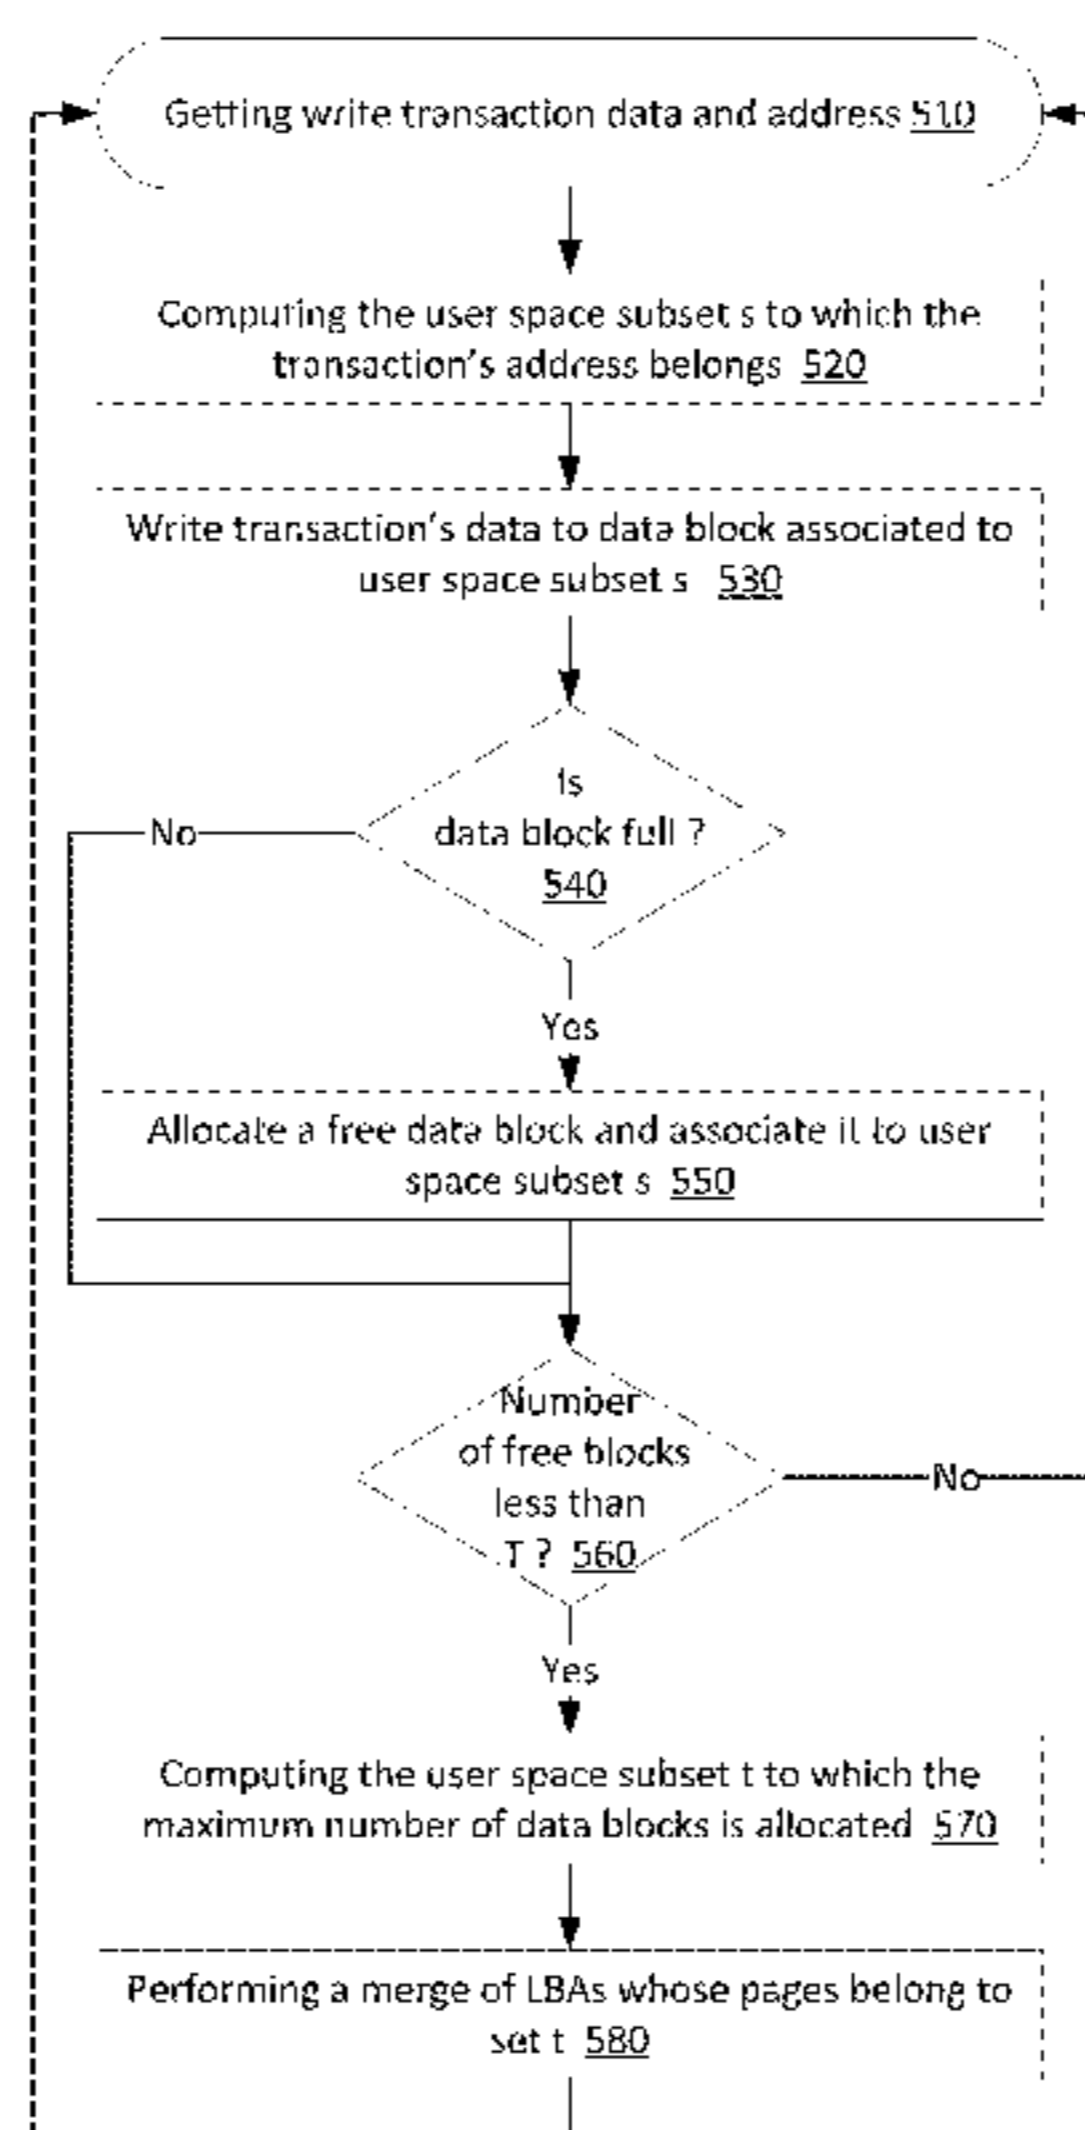 Getting write transaction data and address 510
Computing the user space subset s to which the
transaction's address belongs 520
Write transaction's data to data block associated to
user space subset s 530
Is
data block full ?
540
No
Yes
Allocate a free data block and associate it to user
space subset s 550
Number
of free blocks
less than
T ? 560
No
Yes
Computing the user space subset t to which the
maximum number of data blocks is allocated 570
Performing a merge of LBAs whose pages belong to
set t 580